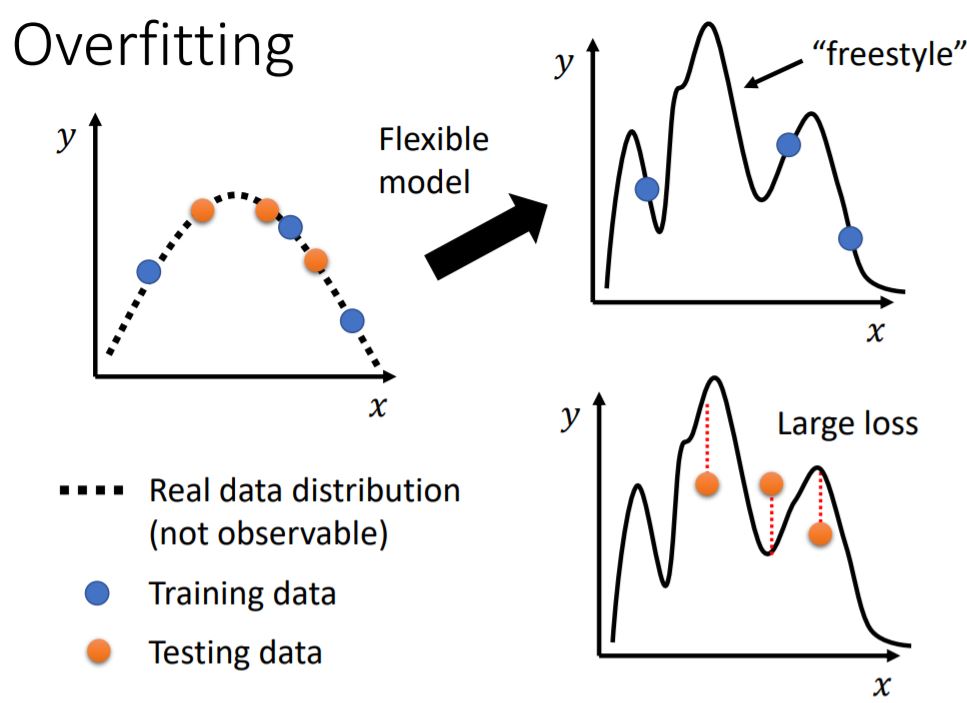 Overfitting
y
x
Flexible
model
y
"freestyle"
x
Real data distribution
(not observable)
Training data
Testing data
y
Large loss
x